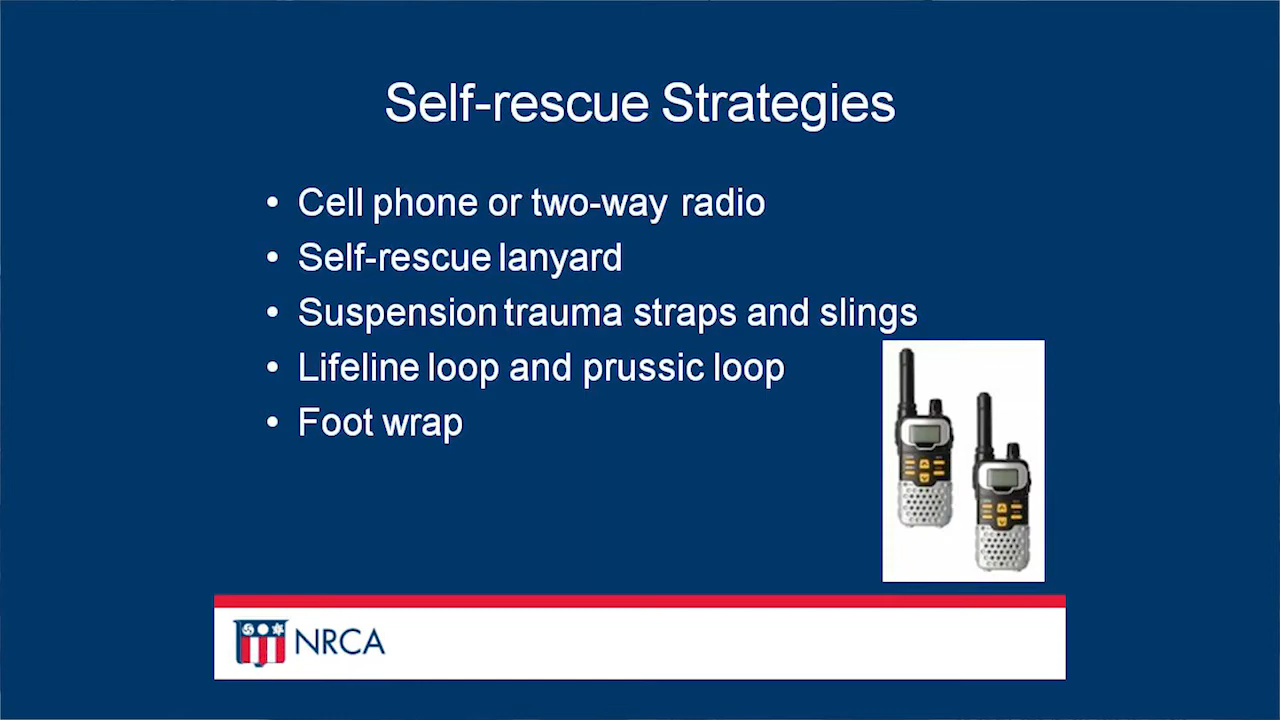 Self-rescue Strategies
• Cell phone or two-way radio
• Self-rescue lanyard
• Suspension trauma straps and slings
• Lifeline loop and prussic loop
• Foot wrap
NRCA